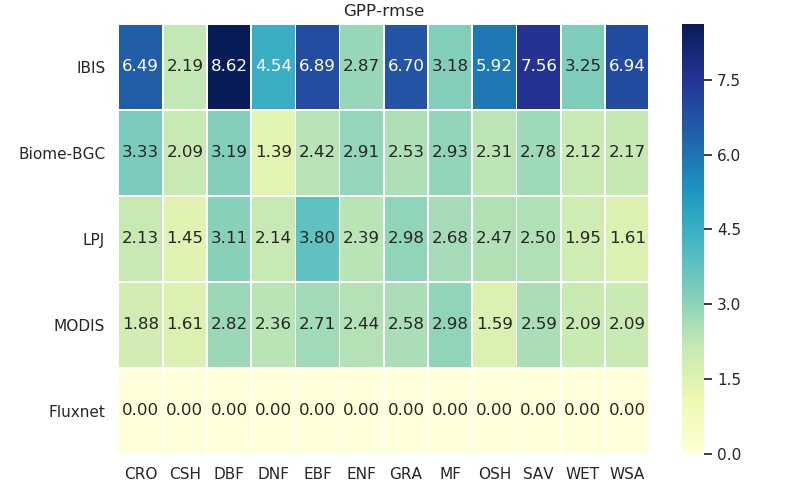 GPP-rmse
IBIS 6.49 2.19 8.62 4.54 6.89 2.87 6.70 3.18 5.92 7.56 3.25 6.94
Biome-BGC 3.33 2.09 3.19 1.39 2.42 2.91 2.53 2.93 2.31 2.78 2.12 2.17
LPJ 2.13 1.45 3.11 2.14 3.80 2.39 2.98 2.68 2.47 2.50 1.95 1.61
MODIS 1.88 1.61 2.82 2.36 2.71 2.44 2.58 2.98 1.59 2.59 2.09 2.09
Fluxnet 0.00 0.00 0.00 0.00 0.00 0.00 0.00 0.00 0.00 0.00 0.00 0.00
CRO CSH DBF DNF EBF ENF GRA MF OSH SAV WET WSA
7.5
6.0
4.5
3.0
1.5
0.0